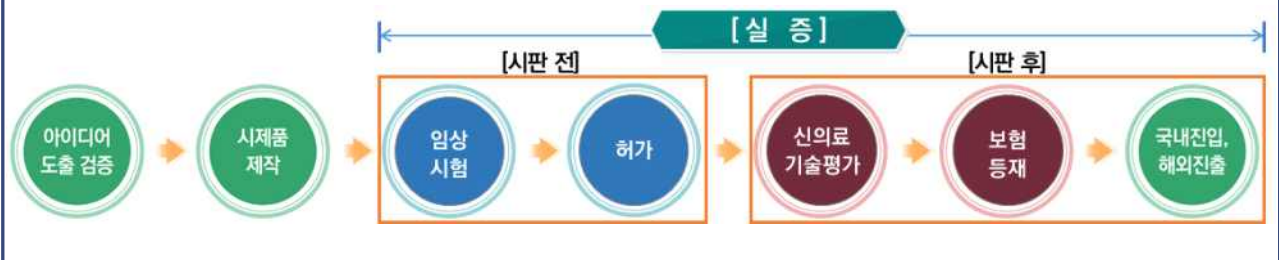 [실 증]
[시판 전]
[시판 후]
아이디어
도출 검증
시제품
제작
임상
시험
허가
신의료
기술평가
보험
등재
국내진입,
해외진출